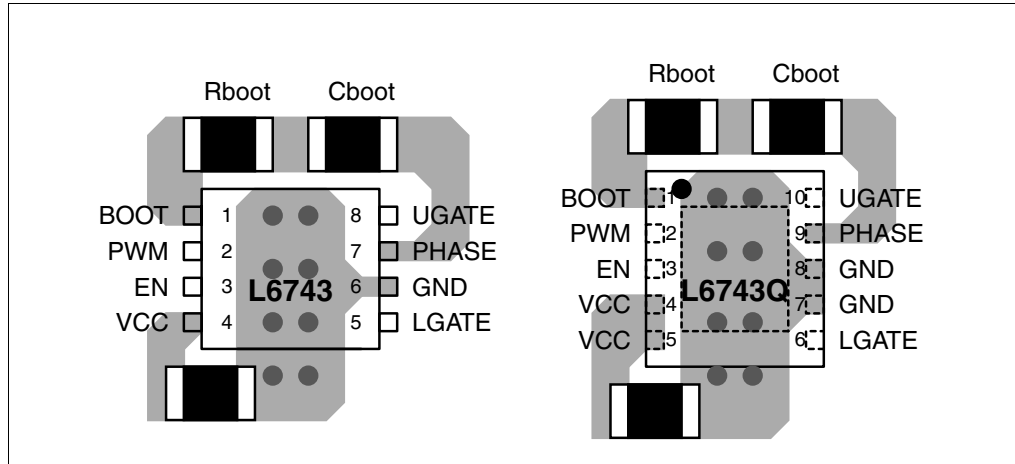 Rboot Cboot
BOOT 1 8 UGATE
PWM 2 7 PHASE
EN 3 L6743 6 GND
VCC 4 5 LGATE
Rboot Cboot
BOOT 1 10 UGATE
PWM 2 9 PHASE
EN 3 8 GND
L6743Q
VCC 4 7 GND
VCC 5 6 LGATE